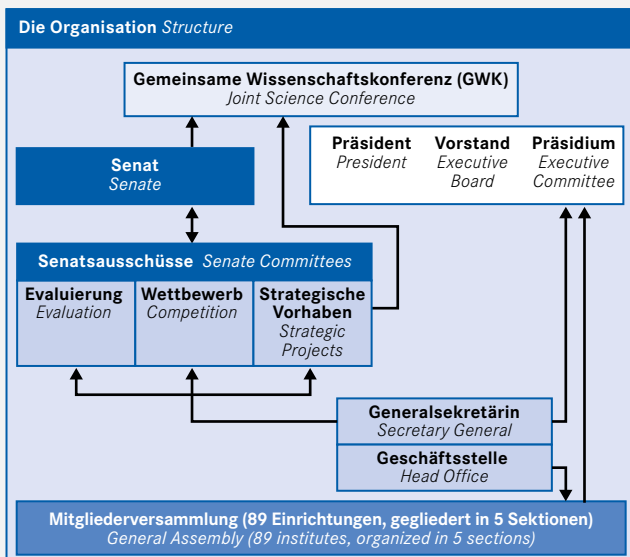 Die Organisation Structure
Gemeinsame Wissenschaftskonferenz (GWK)
Joint Science Conference
Präsident
President
Vorstand
Executive
Board
Präsidium
Executive
Committee
Senat
Senate
Senatsausschüsse Senate Committees
Evaluierung
Evaluation
Wettbewerb
Competition
Strategische
Vorhaben
Strategic
Projects
Generalsekretärin
Secretary General
Geschäftsstelle
Head Office
Mitgliederversammlung (89 Einrichtungen, gegliedert in 5 Sektionen)
General Assembly (89 institutes, organized in 5 sections)